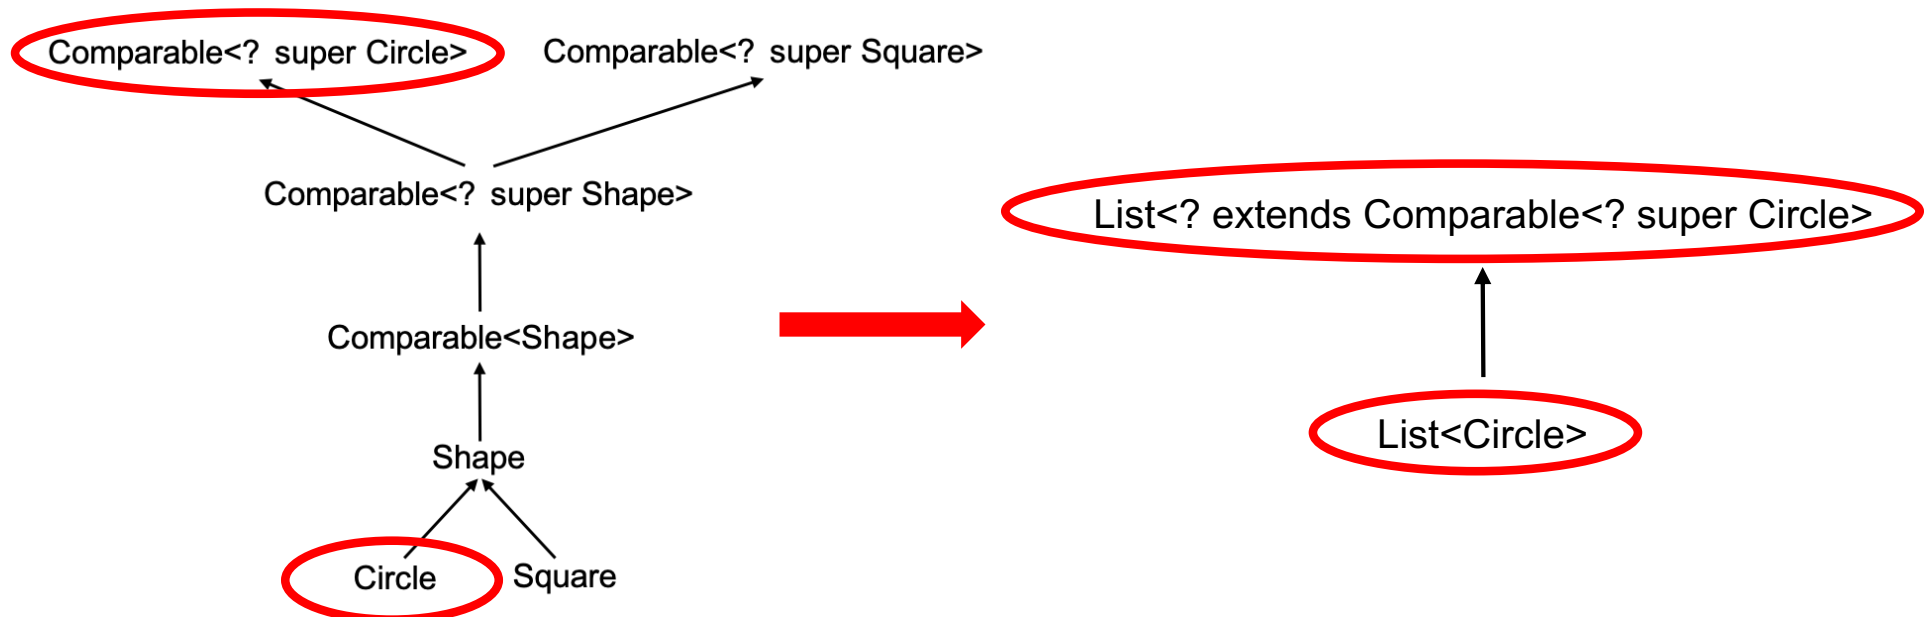 Comparable<? super Circle>
Comparable<? super Square>
Comparable<? super Shape>
Comparable<Shape>
Shape
Circle
Square
List<? extends Comparable<? super Circle>
List<Circle>